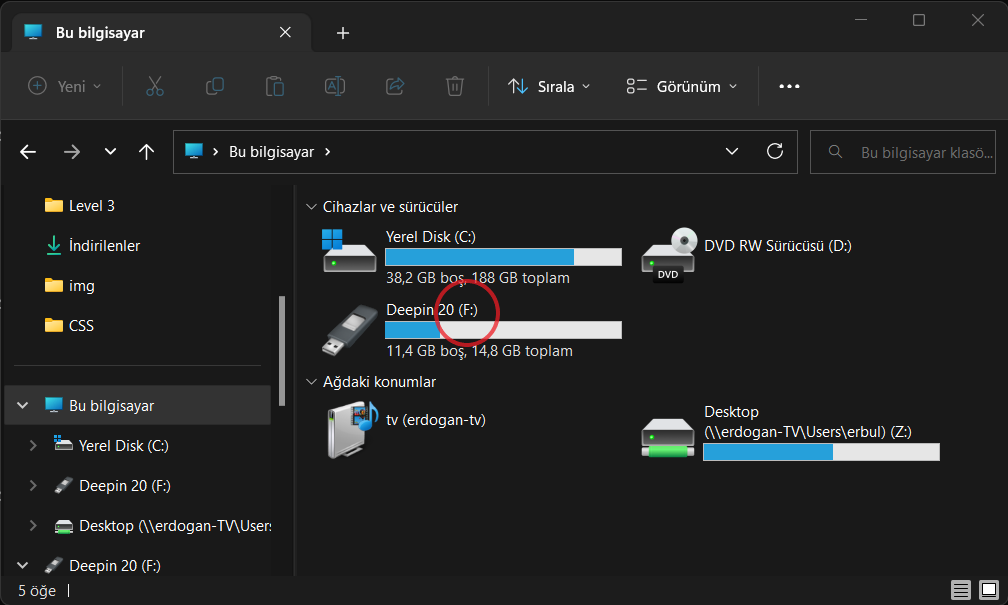 Bu bilgisayar
Yeni
Sırala
Görünüm
Bu bilgisayar
Bu bilgisayar klasö...
Level 3
İndirilenler
img
CSS
Bu bilgisayar
Yerel Disk (C:)
Deepin 20 (F:)
Desktop (\\erdogan-TV\Users
Deepin 20 (F:)
Cihazlar ve sürücüler
Yerel Disk (C:)
38,2 GB boş, 188 GB toplam
DVD
DVD RW Sürücüsü (D:)
Deepin 20 (F:)
11,4 GB boş, 14,8 GB toplam
Ağdaki konumlar
tv (erdogan-tv)
Desktop
(\\erdogan-TV\Users\erbul) (Z:)
5 öğe